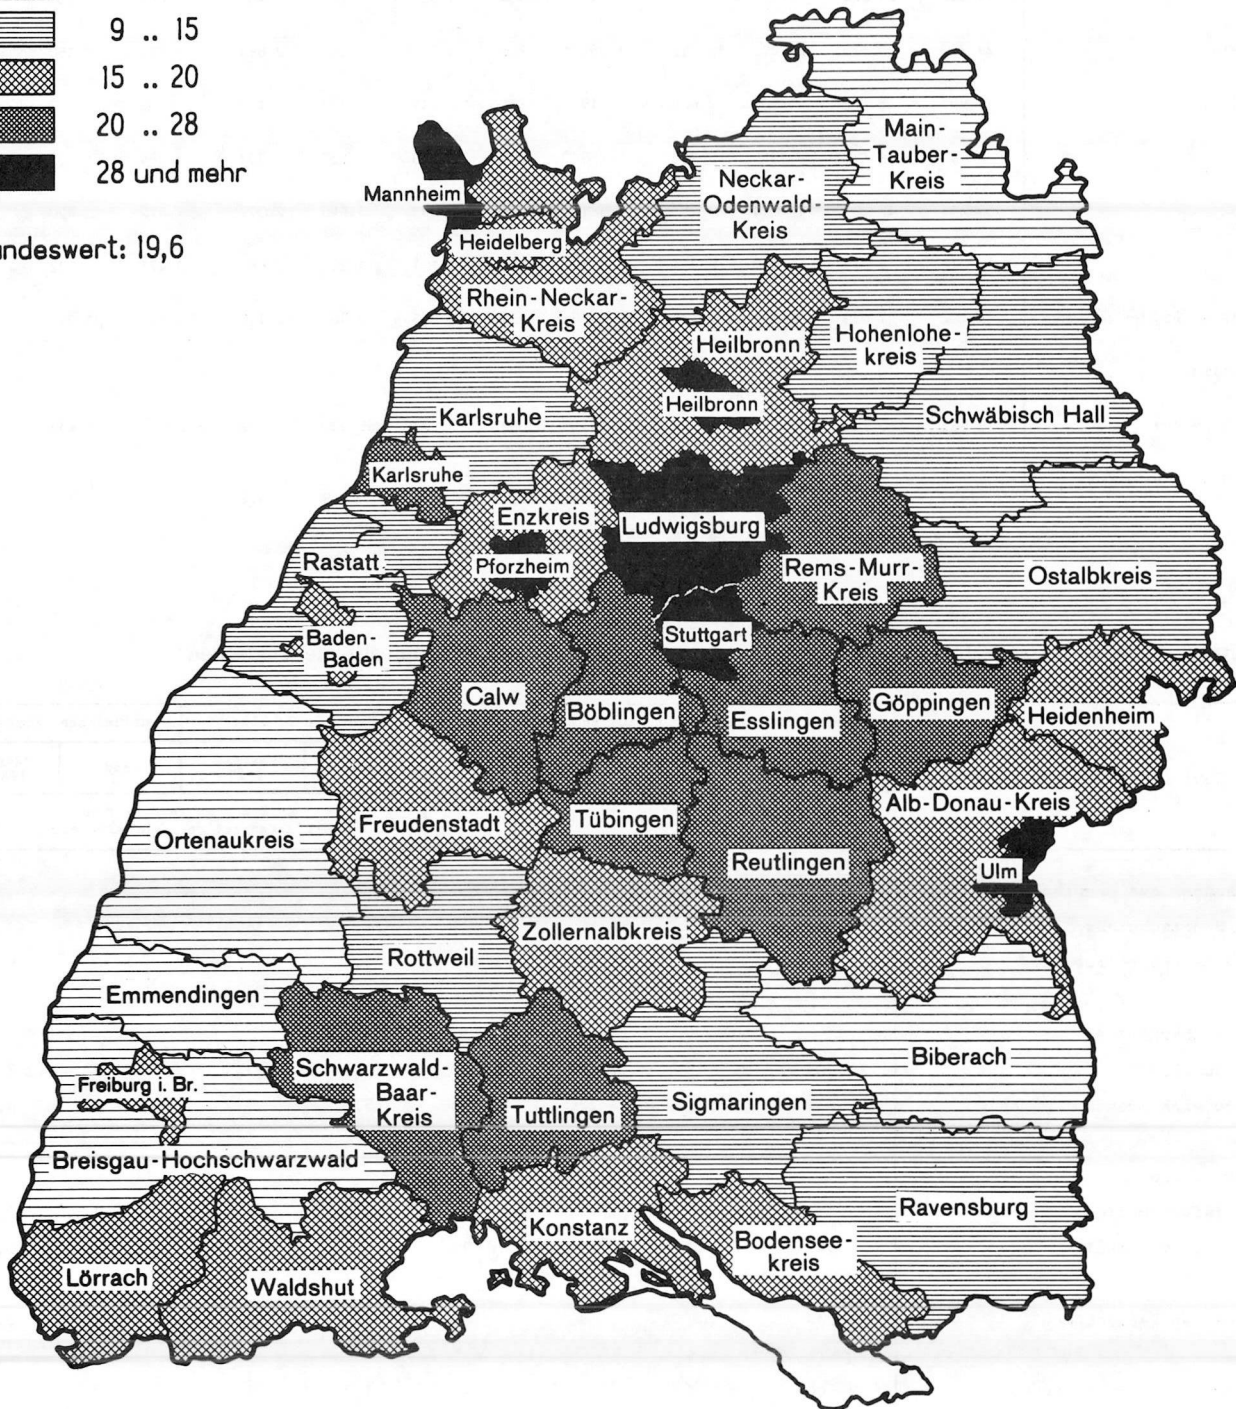 9 .. 15
15 .. 20
20 .. 28
28 und mehr
undeswert: 19,6
Main-
Tauber-
Kreis
Neckar-
Odenwald-
Kreis
Mannheim
Heidelberg
Rhein-Neckar-
Kreis
Heilbronn
Hohenlohe-
kreis
Heilbronn
Karlsruhe
Schwäbisch Hall
Karlsruhe
Enzkreis
Ludwigsburg
Rastatt
Pforzheim
Rems-Murr-
Kreis
Ostalbkreis
Baden-
Baden
Stuttgart
Calw
Böblingen
Esslingen
Göppingen
Heidenheim
Ortenaukreis
Freudenstadt
Tübingen
Reutlingen
Alb-Donau-Kreis
Ulm
Zollernalbkreis
Rottweil
Emmendingen
Freiburg i. Br.
Schwarzwald-
Baar-
Kreis
Tuttlingen
Sigmaringen
Biberach
Breisgau-Hochschwarzwald
Konstanz
Bodensee-
kreis
Ravensburg
Lörrach
Waldshut